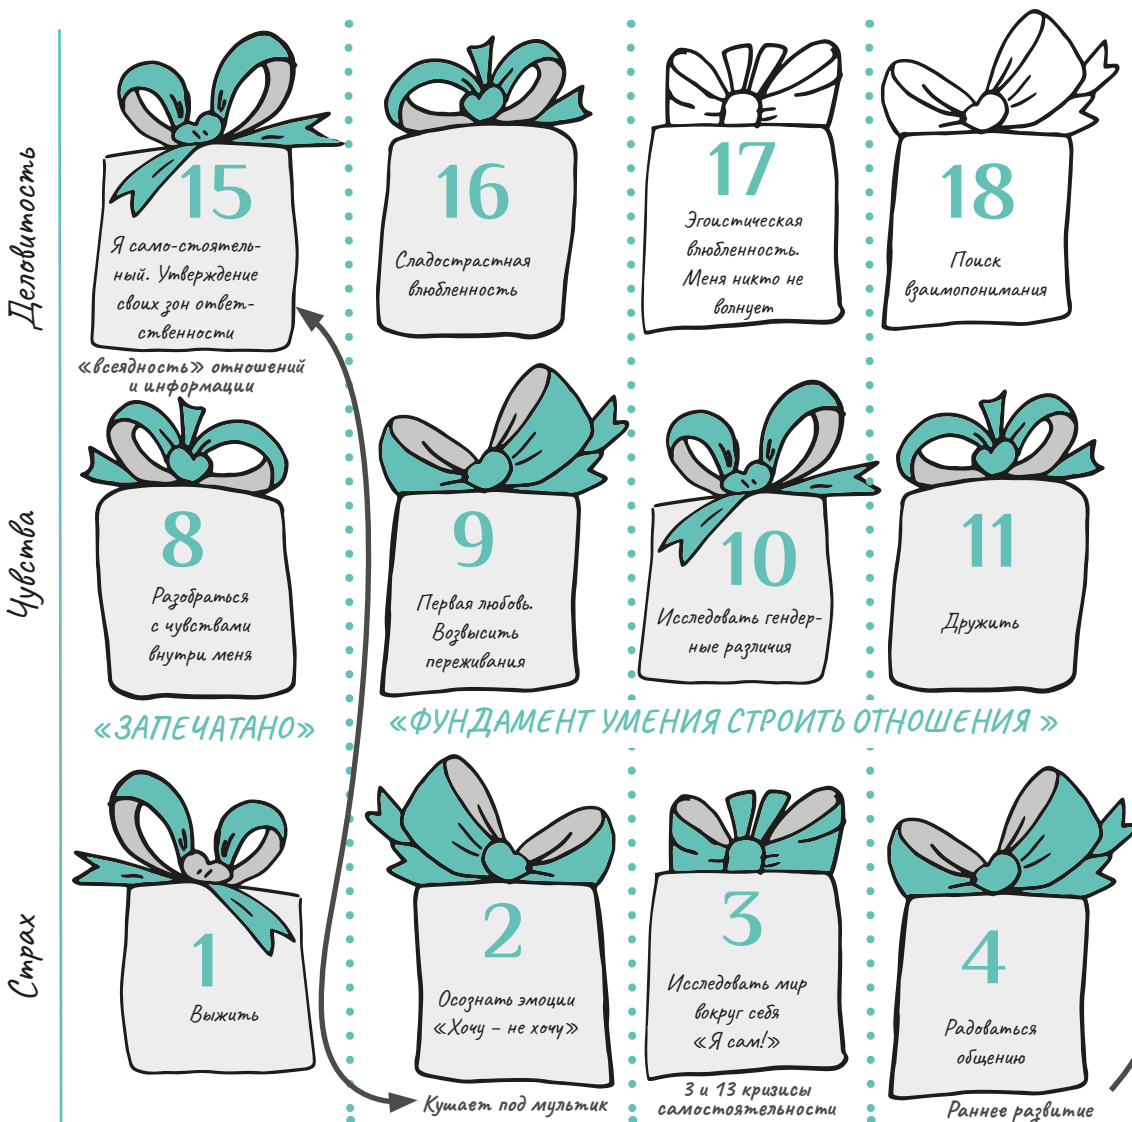 Деловитость
15
Я само-стоятель-
ный. Утверждение
своих зон ответ-
ственности
«всеядность» отношений
и информации
16
Сладострастная
влюбленность
17
Эгоистическая
влюбленность.
Меня никто не
волнует
18
Поиск
взаимопонимания
Чувства
8
Разобраться
с чувствами
внутри меня
9
Первая любовь.
Возвысить
переживания
10
Исследовать гендер-
ные различия
11
Дружить
«ЗАПЕЧАТАНО»
«ФУНДАМЕНТ УМЕНИЯ СТРОИТЬ ОТНОШЕНИЯ »
Страх
1
Выжить
2
Осознать эмоции
«Хочу – не хочу»
Кушает под мультик
3
Исследовать мир
вокруг себя
«Я сам!»
3 и 13 кризисы
самостоятельности
4
Радоваться
общению
Раннее развитие